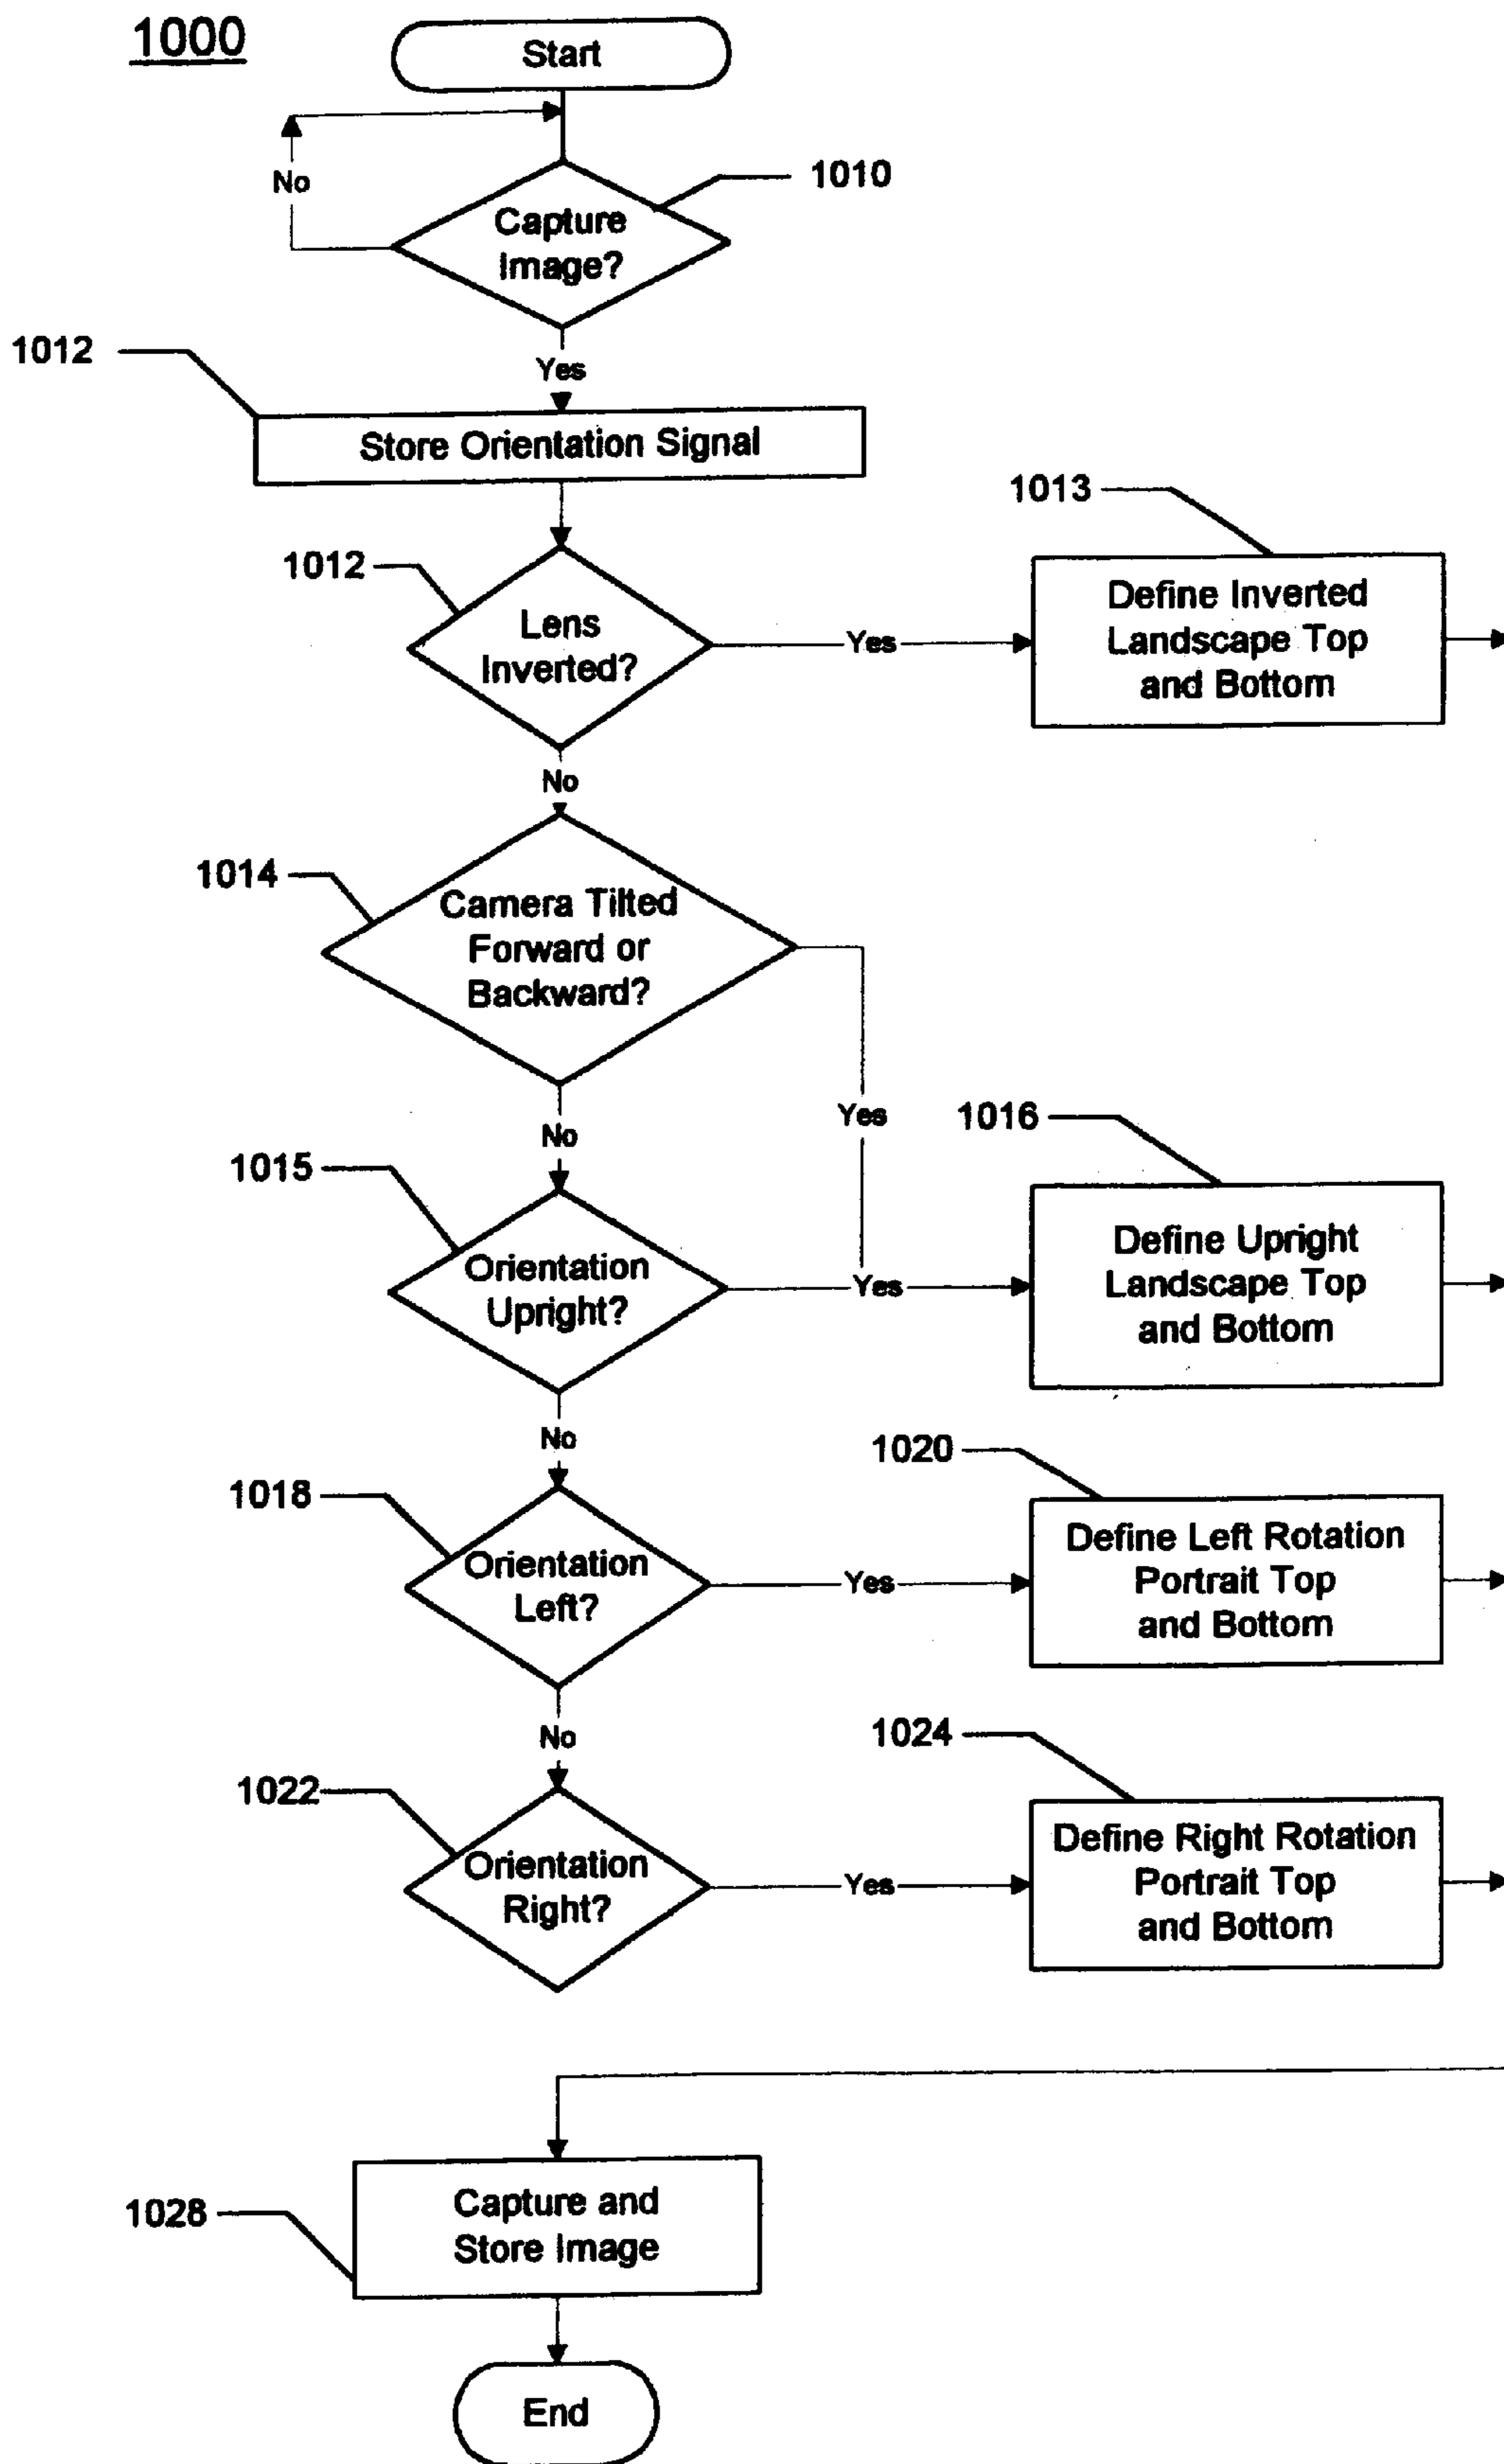 1000
Start
No
1010
Capture
Image?
Yes
1012
Store Orientation Signal
1013
1012
Lens
Inverted?
Yes
Define Inverted
Landscape Top
and Bottom
No
1014
Camera Tilted
Forward or
Backward?
Yes
No
1016
1015
Orientation
Upright?
Yes
Define Upright
Landscape Top
and Bottom
No
1020
1018
Orientation
Left?
Yes
Define Left Rotation
Portrait Top
and Bottom
No
1024
1022
Orientation
Right?
Yes
Define Right Rotation
Portrait Top
and Bottom
1028
Capture and
Store Image
End